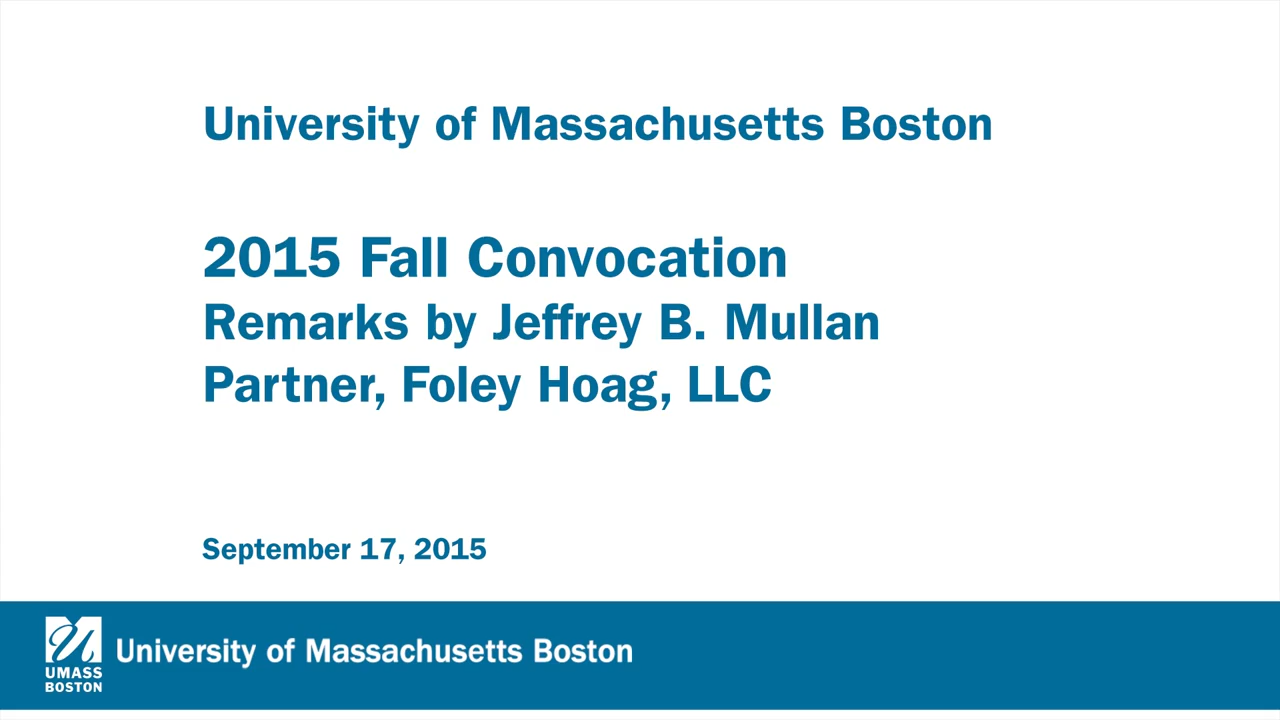 University of Massachusetts Boston
2015 Fall Convocation
Remarks by Jeffrey B. Mullan
Partner, Foley Hoag, LLC
September 17, 2015
University of Massachusetts Boston
UMASS
BOSTON